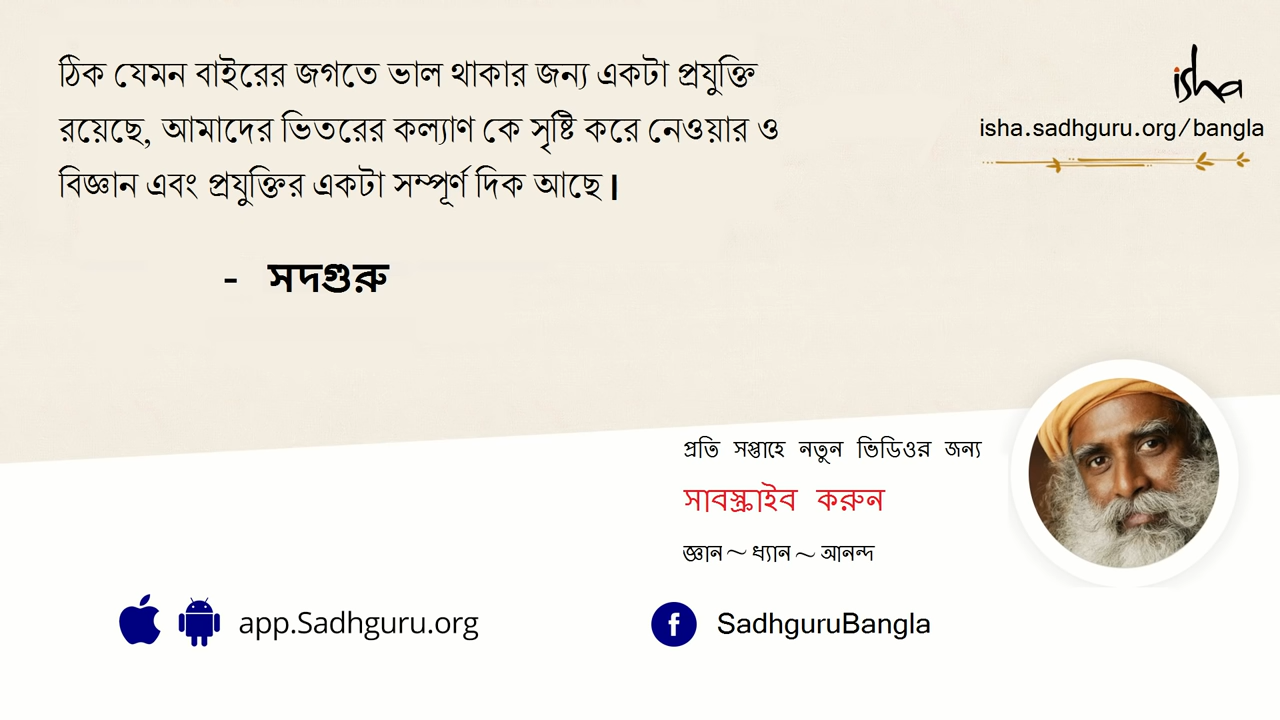 ঠিক যেমন বাইরের জগতে ভাল থাকার জন্য একটা প্রযুক্তি
রয়েছে, আমাদের ভিতরের কল্যাণ কে সৃষ্টি করে নেওয়ার ও
বিজ্ঞান এবং প্রযুক্তির একটা সম্পূর্ণ দিক আছে।
- সদগুরু
isha
isha.sadhguru.org/bangla
প্রতি সপ্তাহে নতুন ভিডিওর জন্য
সাবস্ক্রাইব করুন
জ্ঞান ~ ধ্যান ~ আনন্দ
app.Sadhguru.org
f SadhguruBangla